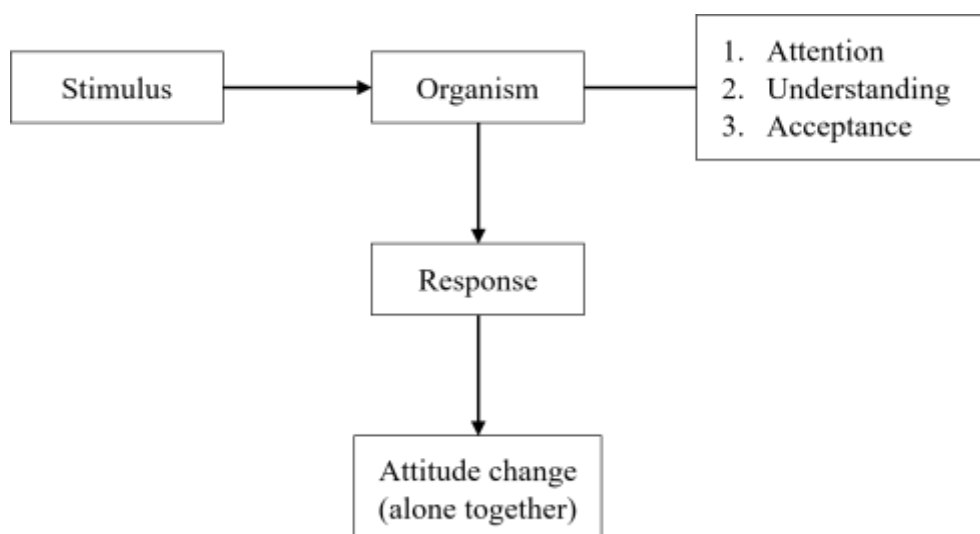 Stimulus
Organism
1. Attention
2. Understanding
3. Acceptance
Response
Attitude change
(alone together)